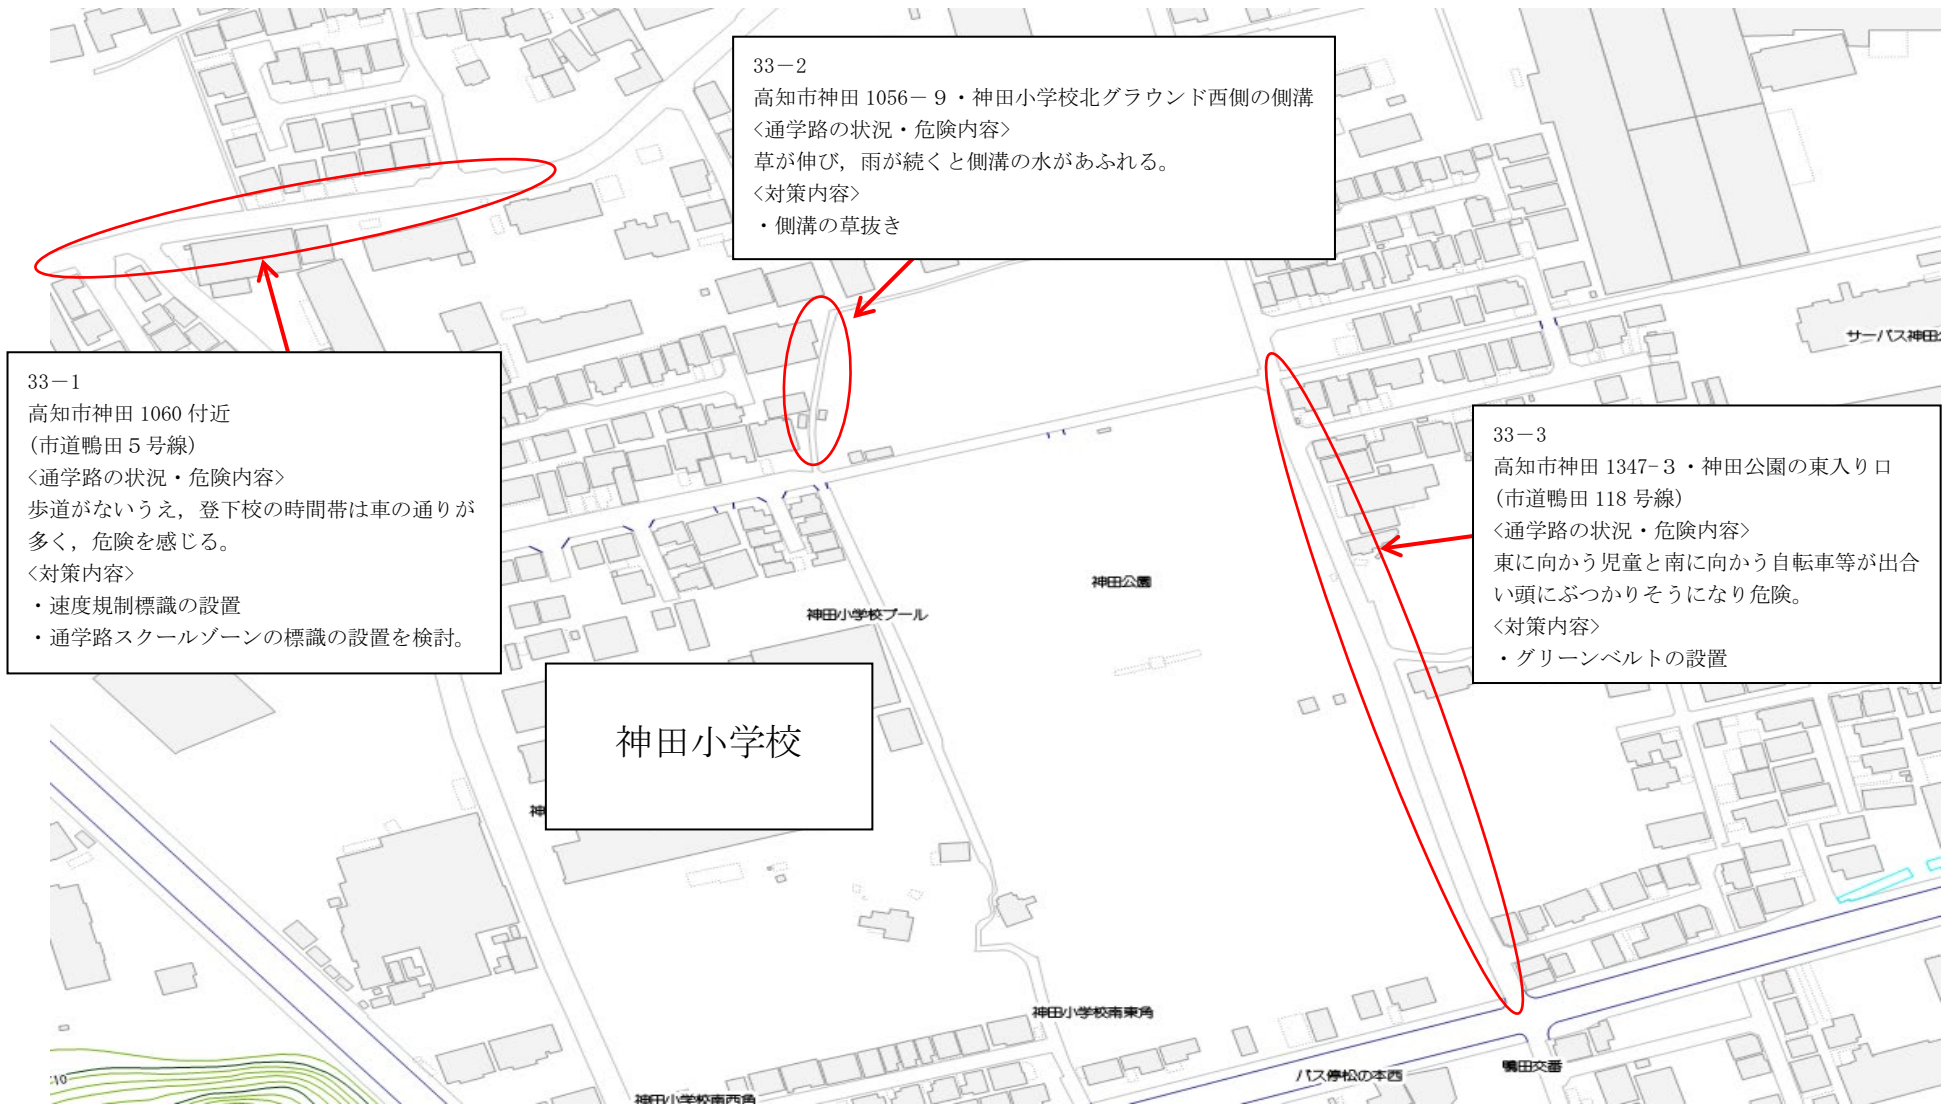 33－2
高知市神田 1056－９・神田小学校北グラウンド西側の側溝
<通学路の状況・危険内容>
草が伸び，雨が続くと側溝の水があふれる。
<対策内容>
・側溝の草抜き
サーパス神田
33－1
高知市神田 1060 付近
(市道鴨田５号線)
<通学路の状況・危険内容>
歩道がないうえ，登下校の時間帯は車の通りが
多く，危険を感じる。
<対策内容>
・速度規制標識の設置
・通学路スクールゾーンの標識の設置を検討。
33－3
高知市神田 1347-３・神田公園の東入り口
(市道鴨田 118 号線)
<通学路の状況・危険内容>
東に向かう児童と南に向かう自転車等が出合
い頭にぶつかりそうになり危険。
<対策内容>
・グリーンベルトの設置
神田公園
神田小学校プール
神田小学校
神
神田小学校南東角
バス停松の本西
鴨田交番
10
神田小学校南西角